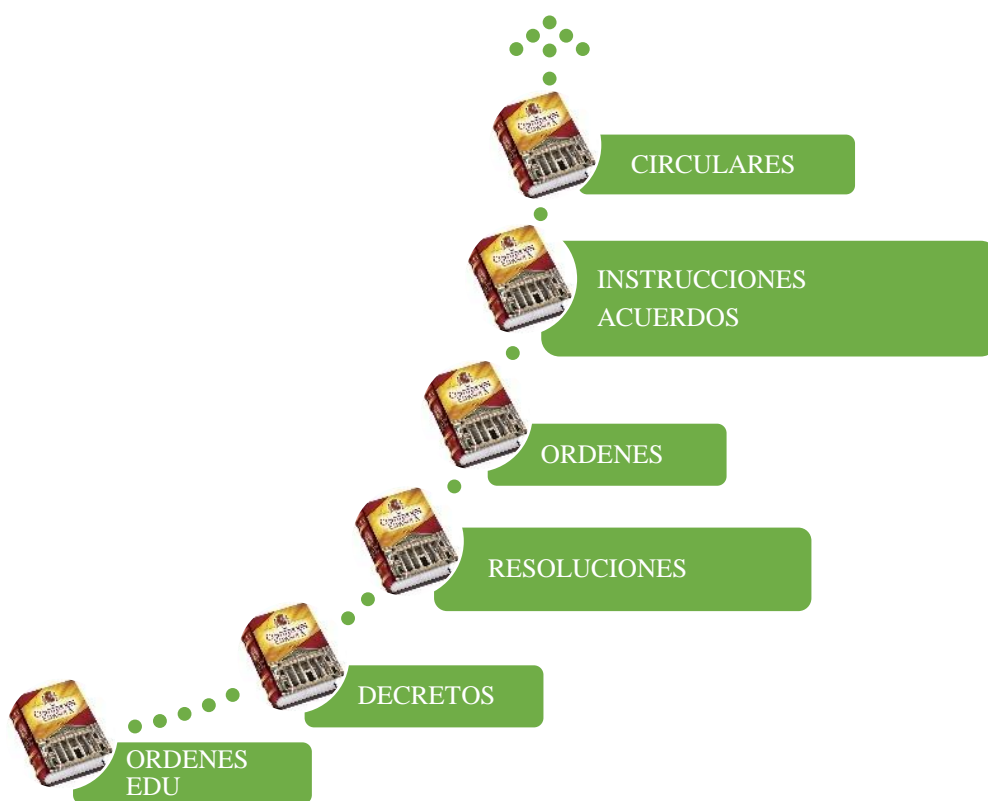 CIRCULARES
INSTRUCCIONES
ACUERDOS
ORDENES
RESOLUCIONES
DECRETOS
ORDENES
EDU